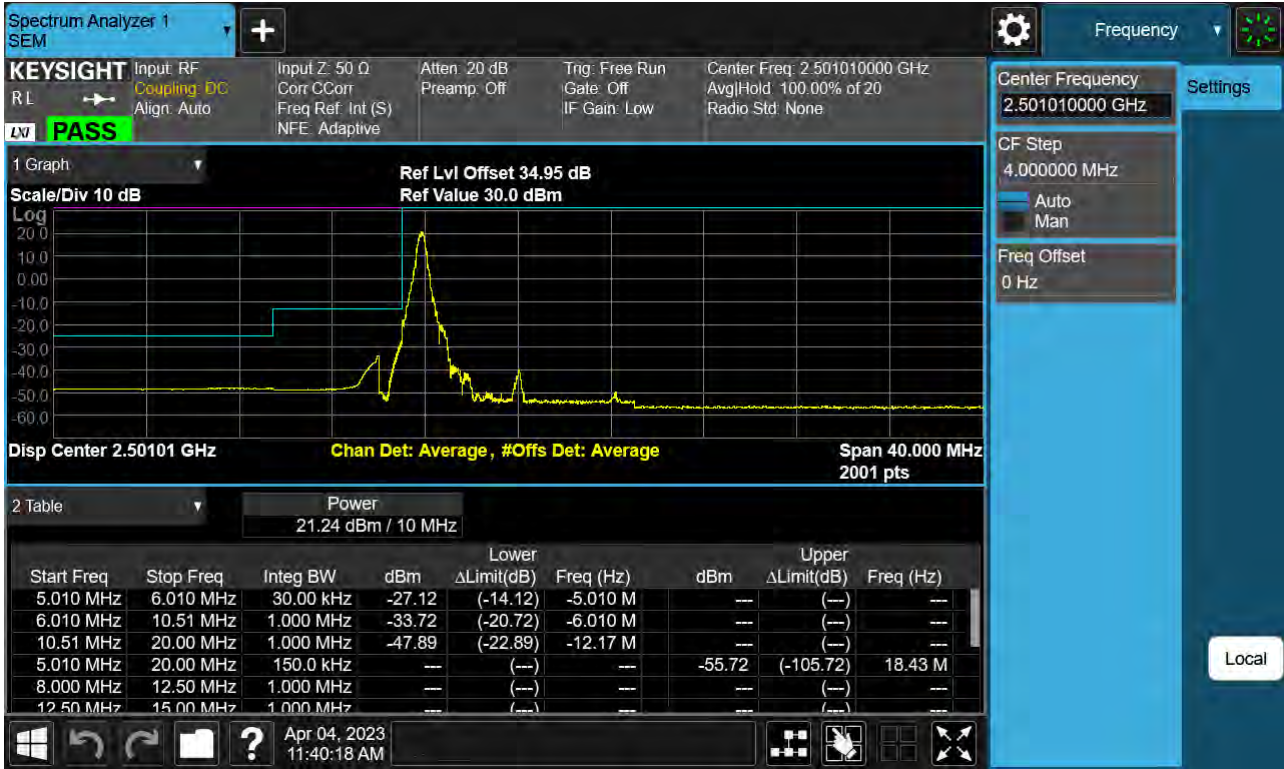 Spectrum Analyzer 1
SEM
Frequency
KEYSIGHT
R L
LXI
PASS
Input: RF
Coupling: DC
Align: Auto
Input Z: 50 Ω
Corr CCorr
Freq Ref: Int (S)
NFE: Adaptive
Atten: 20 dB
Preamp: Off
Trig: Free Run
Gate: Off
IF Gain: Low
Center Freq: 2.501010000 GHz
Avg|Hold: 100.00% of 20
Radio Std: None
Center Frequency
2.501010000 GHz
Settings
CF Step
4.000000 MHz
Auto
Man
Freq Offset
0 Hz
1 Graph
Scale/Div 10 dB
Ref Lvl Offset 34.95 dB
Ref Value 30.0 dBm
Log
20.0
10.0
0.00
-10.0
-20.0
-30.0
-40.0
-50.0
-60.0
Disp Center 2.50101 GHz
Chan Det: Average, #Offs Det: Average
Span 40.000 MHz
2001 pts
2 Table
Power
21.24 dBm / 10 MHz
Lower Upper
Start Freq Stop Freq Integ BW dBm ΔLimit(dB) Freq (Hz) dBm ΔLimit(dB) Freq (Hz)
5.010 MHz 6.010 MHz 30.00 kHz -27.12 (-14.12) -5.010 M --- (---) ---
6.010 MHz 10.51 MHz 1.000 MHz -33.72 (-20.72) -6.010 M --- (---) ---
10.51 MHz 20.00 MHz 1.000 MHz -47.89 (-22.89) -12.17 M --- (---) ---
5.010 MHz 20.00 MHz 150.0 kHz --- (---) --- -55.72 (-105.72) 18.43 M
8.000 MHz 12.50 MHz 1.000 MHz --- (---) --- --- (---) ---
12.50 MHz 15.00 MHz 1.000 MHz --- (---) --- --- (---) ---
Local
?
Apr 04, 2023
11:40:18 AM